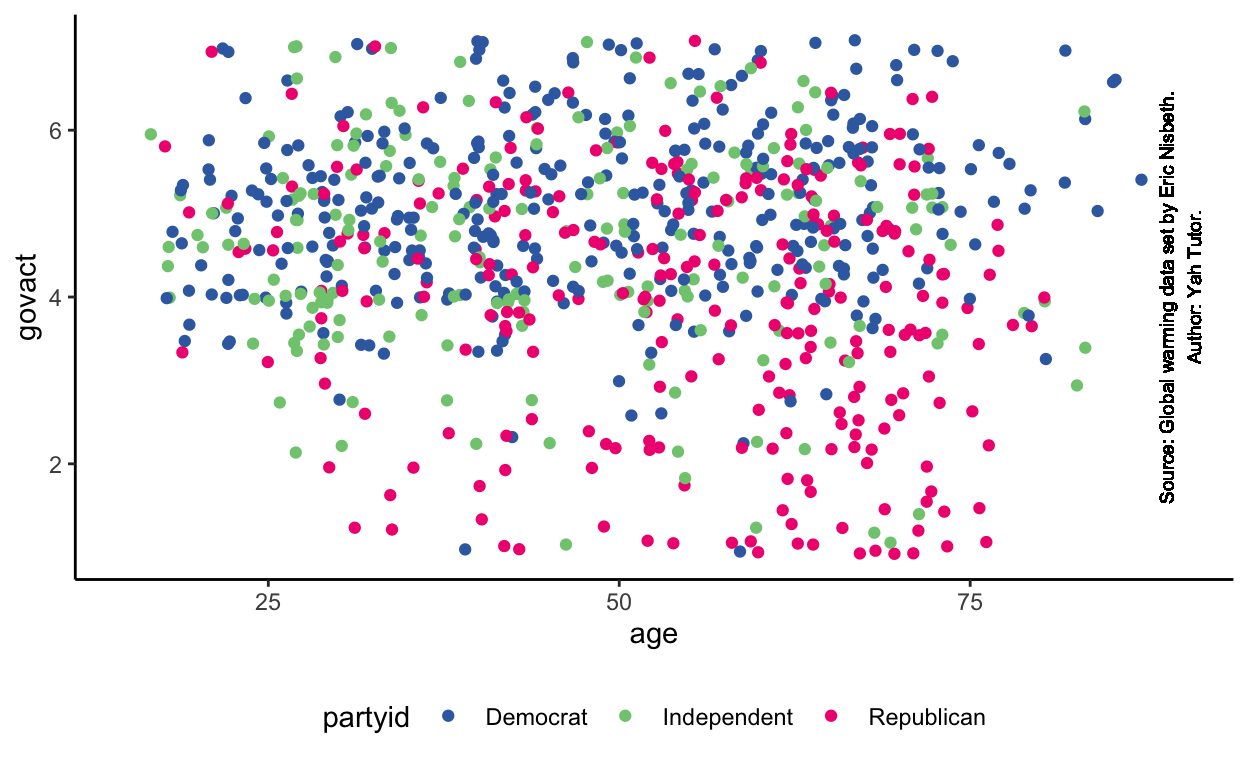 6
4
2
govact
25 50 75
age
Source: Global warming data set by Eric Nisbeth.
Author: Yah Tutor.
partyid Democrat Independent Republican